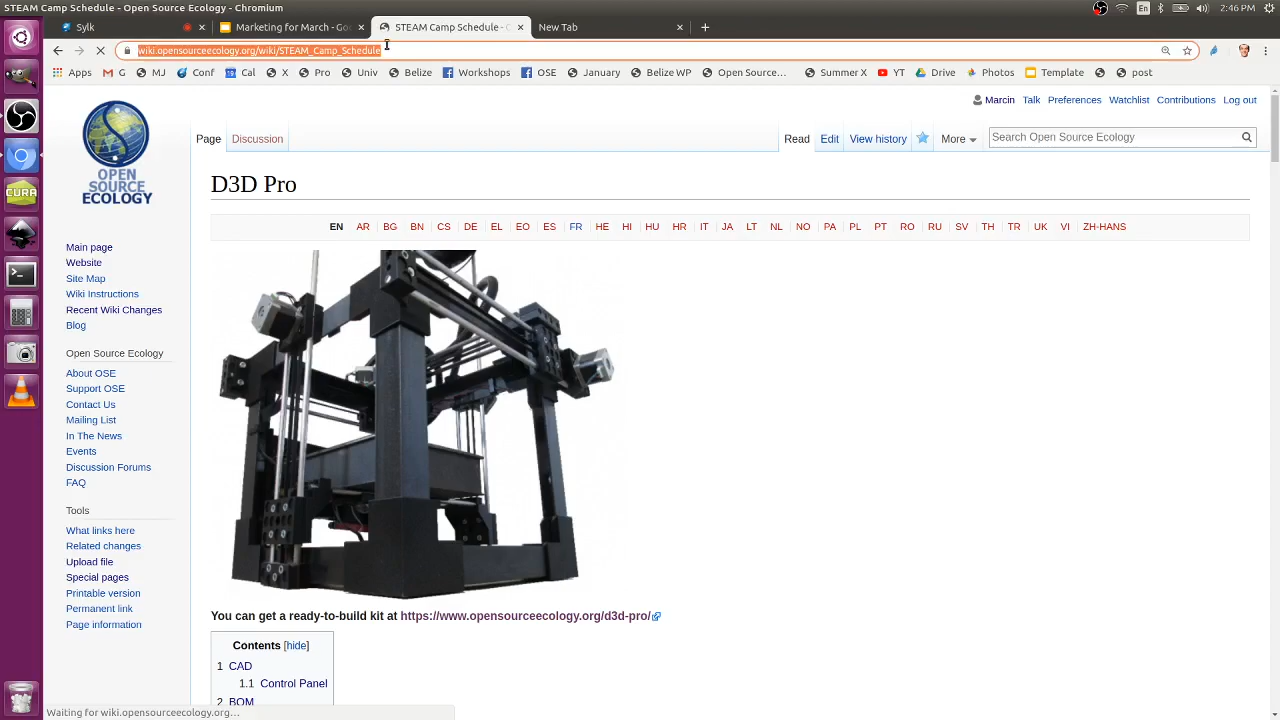 STEAM Camp Schedule - Open Source Ecology - Chromium
En
2:46 PM
Sylk
Marketing for March - Go
STEAM Camp Schedule - 
New Tab
wiki.opensourceecology.org/wiki/STEAM_Camp_Schedule
Apps G MJ Conf Cal X Pro Univ Belize Workshops OSE January Belize WP Open Source… Summer X YT Drive Photos Template post
Marcin Talk Preferences Watchlist Contributions Log out
Page Discussion Read Edit View history More Search Open Source Ecology
OPEN
SOURCE
ECOLOGY
D3D Pro
EN AR BG BN CS DE EL EO ES FR HE HI HU HR IT JA LT NL NO PA PL PT RO RU SV TH TR UK VI ZH-HANS
Main page
Website
Site Map
Wiki Instructions
Recent Wiki Changes
Blog
Open Source Ecology
About OSE
Support OSE
Contact Us
Mailing List
In The News
Events
Discussion Forums
FAQ
Tools
What links here
Related changes
Upload file
Special pages
Printable version
Permanent link
Page information
CURA
You can get a ready-to-build kit at https://www.opensourceecology.org/d3d-pro/
Contents [hide]
1 CAD
1.1 Control Panel
2 BOM
Waiting for wiki.opensourceecology.org…